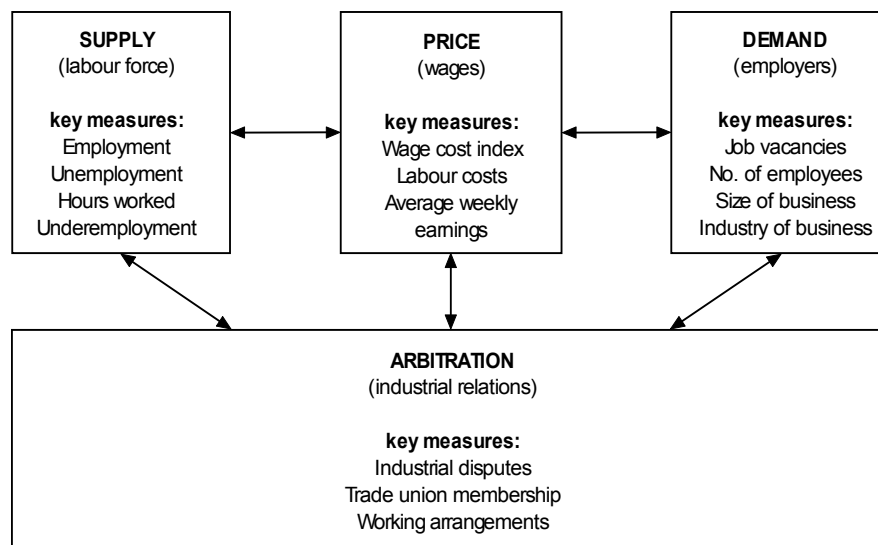 SUPPLY
(labour force)
key measures:
Employment
Unemployment
Hours worked
Underemployment
PRICE
(wages)
key measures:
Wage cost index
Labour costs
Average weekly
earnings
DEMAND
(employers)
key measures:
Job vacancies
No. of employees
Size of business
Industry of business
ARBITRATION
(industrial relations)
key measures:
Industrial disputes
Trade union membership
Working arrangements